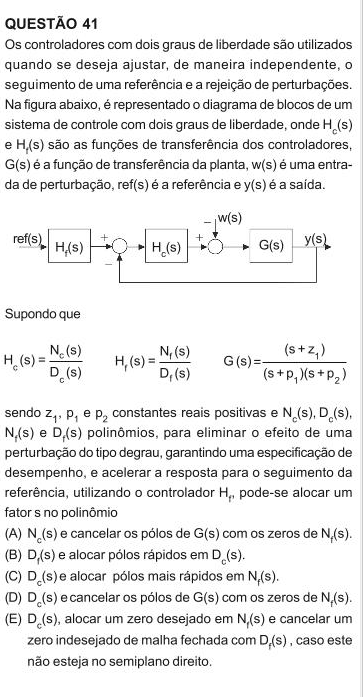 QUESTÃO 41
Os controladores com dois graus de liberdade são utilizados
quando se deseja ajustar, de maneira independente, o
seguimento de uma referência e a rejeição de perturbações.
Na figura abaixo, é representado o diagrama de blocos de um
sistema de controle com dois graus de liberdade, onde H_c(s)
e H_f(s) são as funções de transferência dos controladores,
G(s) é a função de transferência da planta, w(s) é uma entra-
da de perturbação, ref(s) é a referência e y(s) é a saída.
– w(s)
ref(s) H_f(s) + – H_c(s) + G(s) y(s)
Supondo que
H_c(s) = N_c(s) / D_c(s) H_f(s) = N_f(s) / D_f(s) G(s) = (s+z_1) / (s+p_1)(s+p_2)
sendo z_1, p_1 e p_2 constantes reais positivas e N_c(s), D_c(s),
N_f(s) e D_f(s) polinômios, para eliminar o efeito de uma
perturbação do tipo degrau, garantindo uma especificação de
desempenho, e acelerar a resposta para o seguimento da
referência, utilizando o controlador H_f, pode-se alocar um
fator s no polinômio
(A) N_c(s) e cancelar os pólos de G(s) com os zeros de N_f(s).
(B) D_f(s) e alocar pólos rápidos em D_c(s).
(C) D_c(s) e alocar pólos mais rápidos em N_f(s).
(D) D_c(s) e cancelar os pólos de G(s) com os zeros de N_f(s).
(E) D_c(s), alocar um zero desejado em N_f(s) e cancelar um
zero indesejado de malha fechada com D_f(s) , caso este
não esteja no semiplano direito.